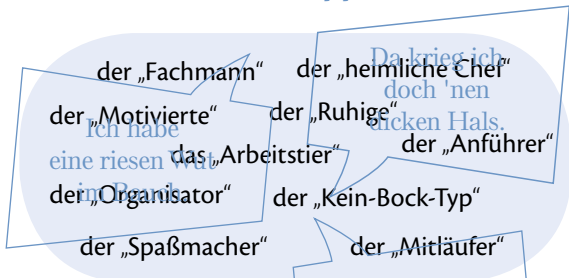 der „Fachmann“
der „heimliche Chef“
der „Motivierte“
der „Ruhige“
das „Arbeitstier“
der „Anführer“
der „Organisator“
der „Kein-Bock-Typ“
der „Spaßmacher“
der „Mitläufer“
Da krieg ich
doch 'nen
dicken Hals.
Ich habe
eine riesen Wut
im Bauch.